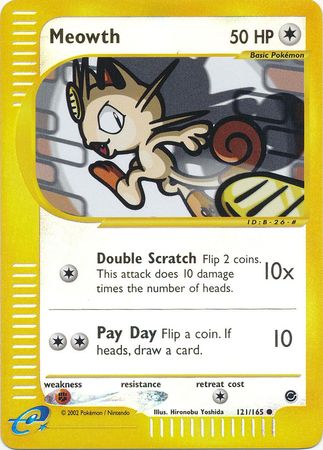 Meowth 50 HP
Basic Pokémon
ID:B-26-#
Double Scratch Flip 2 coins.
This attack does 10 damage
times the number of heads.
10x
Pay Day Flip a coin. If
heads, draw a card.
10
weakness resistance retreat cost
©2002 Pokémon / Nintendo Illus. Hironobu Yoshida 121/165
e